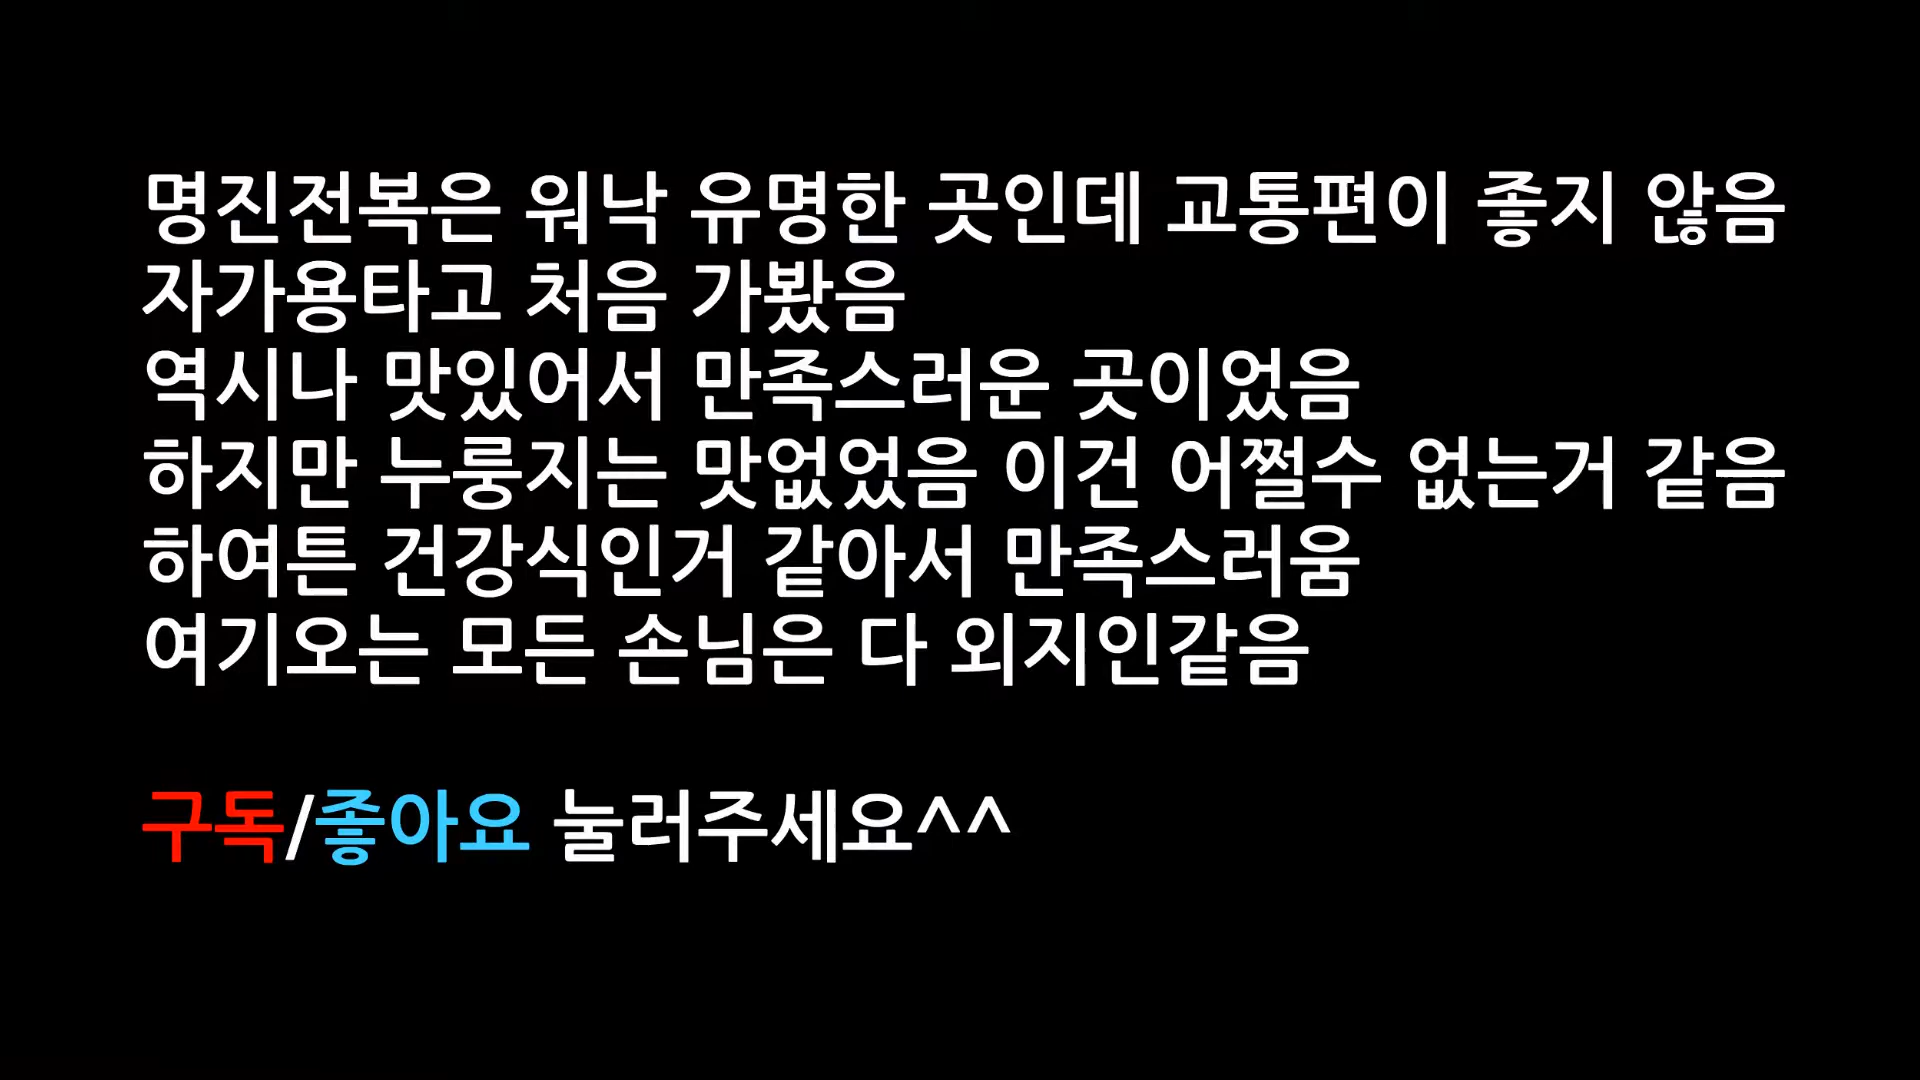 명진전복은 워낙 유명한 곳인데 교통편이 좋지 않음
자가용타고 처음 가봤음
역시나 맛있어서 만족스러운 곳이었음
하지만 누룽지는 맛없었음 이건 어쩔수 없는거 같음
하여튼 건강식인거 같아서 만족스러움
여기오는 모든 손님은 다 외지인같음
구독/좋아요 눌러주세요^^